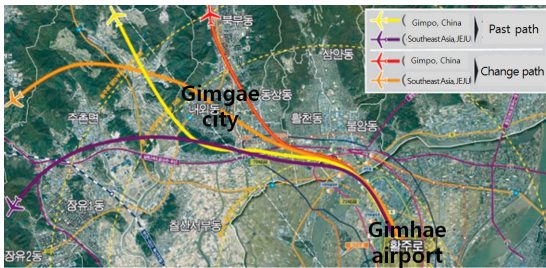 북부동
( Gimpo, China
(Southeast Asia,JEJU
Past path
( Gimpo, China
(Southeast Asia,JEJU
Change path
삼안동
Gimgae
city
동상동
내외동
주촌면
활천동
불암동
장유1동
칠산서부동
장유2동
Gimhae
활주로
airport